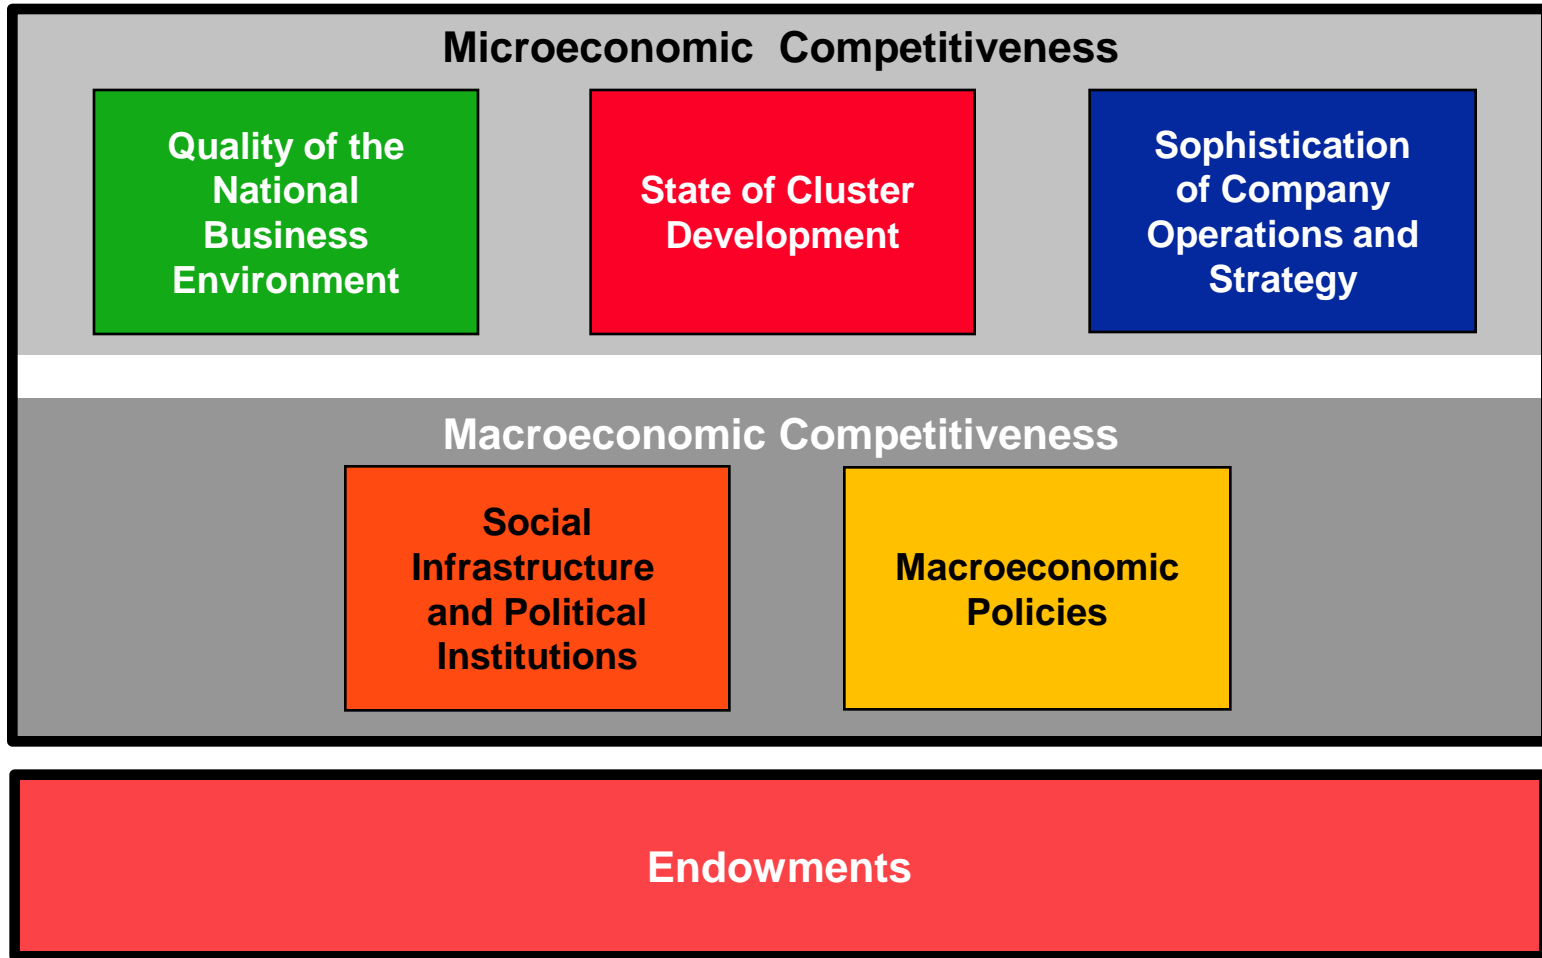 Microeconomic Competitiveness
Quality of the
National
Business
Environment
State of Cluster
Development
Sophistication
of Company
Operations and
Strategy
Macroeconomic Competitiveness
Social
Infrastructure
and Political
Institutions
Macroeconomic
Policies
Endowments